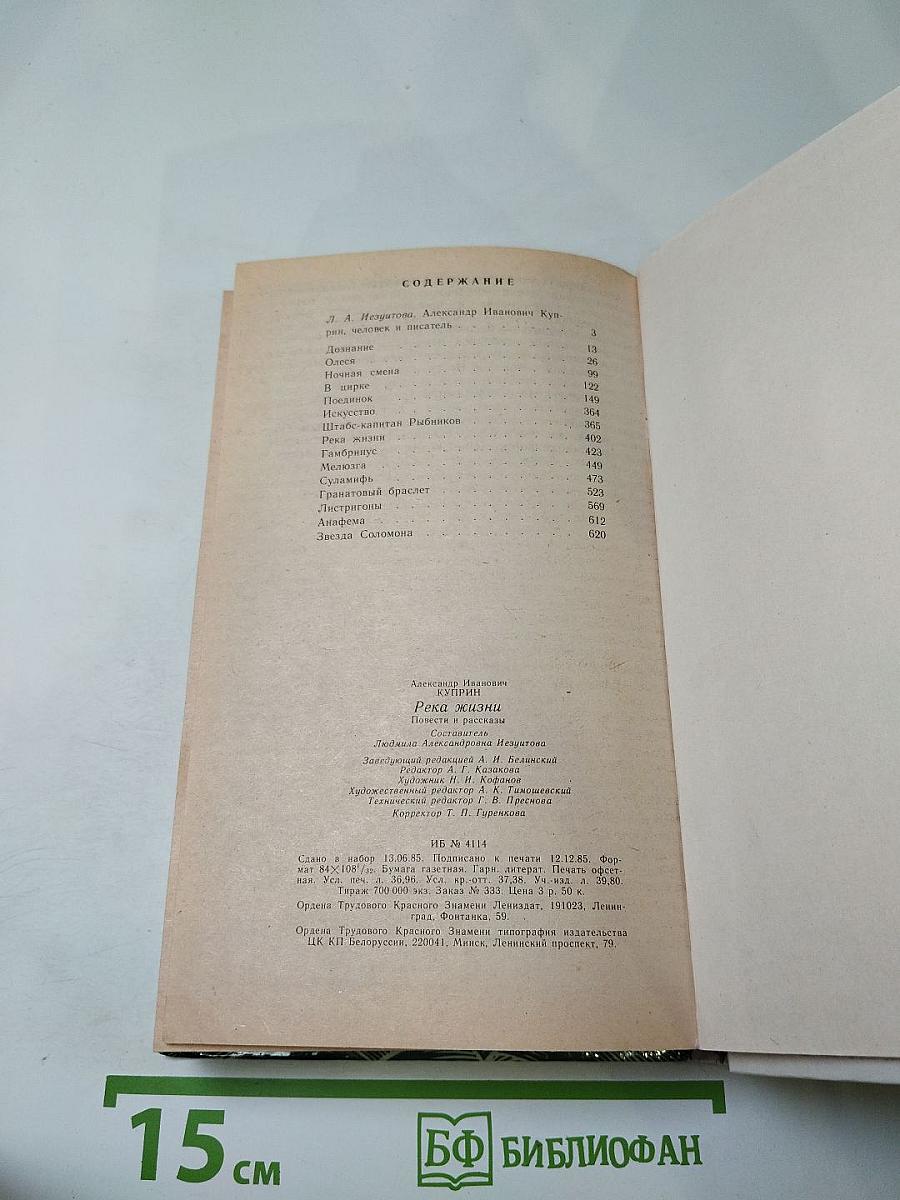 СОДЕРЖАНИЕ
Л. А. Иезуитова. Александр Иванович Куп-
рин, человек и писатель . . . . . . . . . 3
Дознание . . . . . . . . . . . . 13
Олеся . . . . . . . . . . . . 26
Ночная смена . . . . . . . . . . . . 99
В цирке . . . . . . . . . . . . 122
Поединок . . . . . . . . . . . . 149
Искусство . . . . . . . . . . . . 364
Штабс-капитан Рыбников . . . . . . . . . 365
Река жизни . . . . . . . . . . . . 402
Гамбринус . . . . . . . . . . . . 423
Мелюзга . . . . . . . . . . . . 449
Суламифь . . . . . . . . . . . . 473
Гранатовый браслет . . . . . . . . . . 523
Листригоны . . . . . . . . . . . . 569
Анафема . . . . . . . . . . . . 612
Звезда Соломона . . . . . . . . . . . 620
Александр Иванович
КУПРИН
Река жизни
Повести и рассказы
Составитель
Людмила Александровна Иезуитова
Заведующий редакцией А. И. Белинский
Редактор А. Г. Казакова
Художник Н. И. Кофанов
Художественный редактор А. К. Тимошевский
Технический редактор Г. В. Преснова
Корректор Т. П. Гуренкова
ИБ № 4114
Сдано в набор 13.06.85. Подписано к печати 12.12.85. Фор-
мат 84×108¹/₃₂. Бумага газетная. Гарн. литерат. Печать офсет-
ная. Усл. печ. л. 36,96. Усл. кр.-отт. 37,38. Уч.-изд. л. 39,80.
Тираж 700 000 экз. Заказ № 333. Цена 3 р. 50 к.
Ордена Трудового Красного Знамени Лениздат, 191023, Ленин-
град, Фонтанка, 59.
Ордена Трудового Красного Знамени типография издательства
ЦК КП Белоруссии, 220041, Минск, Ленинский проспект, 79.
15 см
БФ БИБЛИОФАН